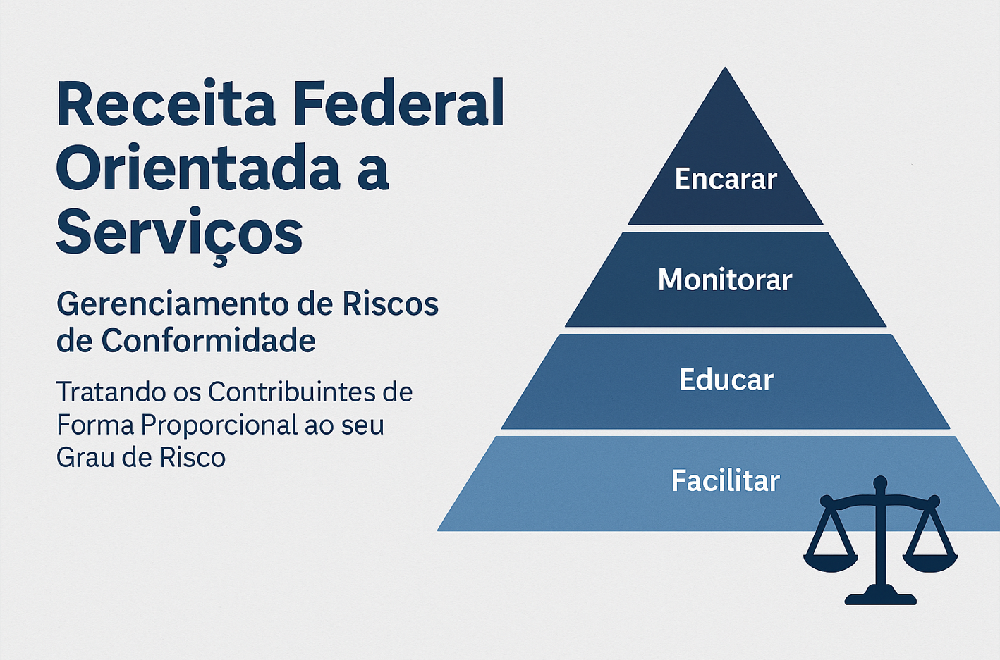 Receita Federal
Orientada a
Serviços
Gerenciamento de Riscos
de Conformidade
Tratando os Contribuintes de
Forma Proporcional ao seu
Grau de Risco
Encarar
Monitorar
Educar
Facilitar